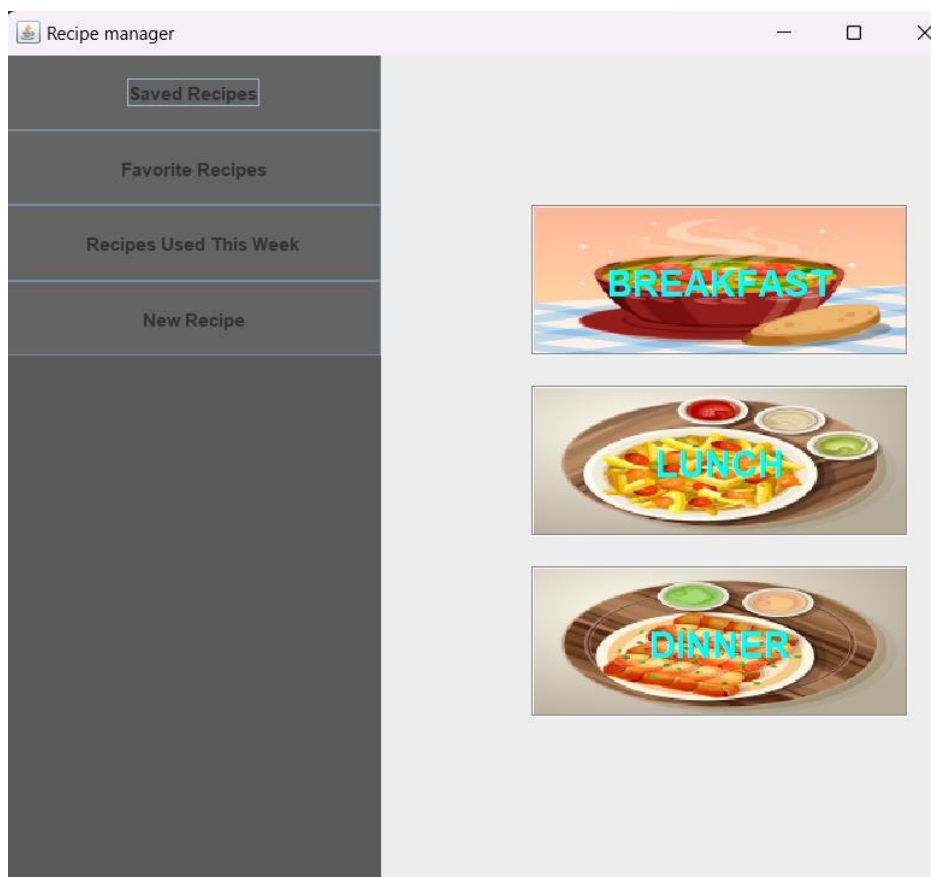 Recipe manager
Saved Recipes
Favorite Recipes
Recipes Used This Week
New Recipe
BREAKFAST
LUNCH
DINNER